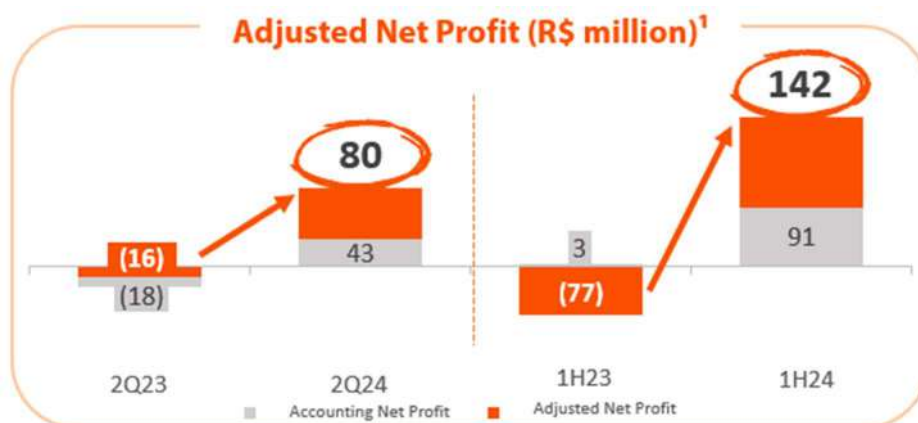 Adjusted Net Profit (R$ million)¹
142
80
(16)
43
3
91
(18)
(77)
2Q23
2Q24
1H23
1H24
Accounting Net Profit
Adjusted Net Profit